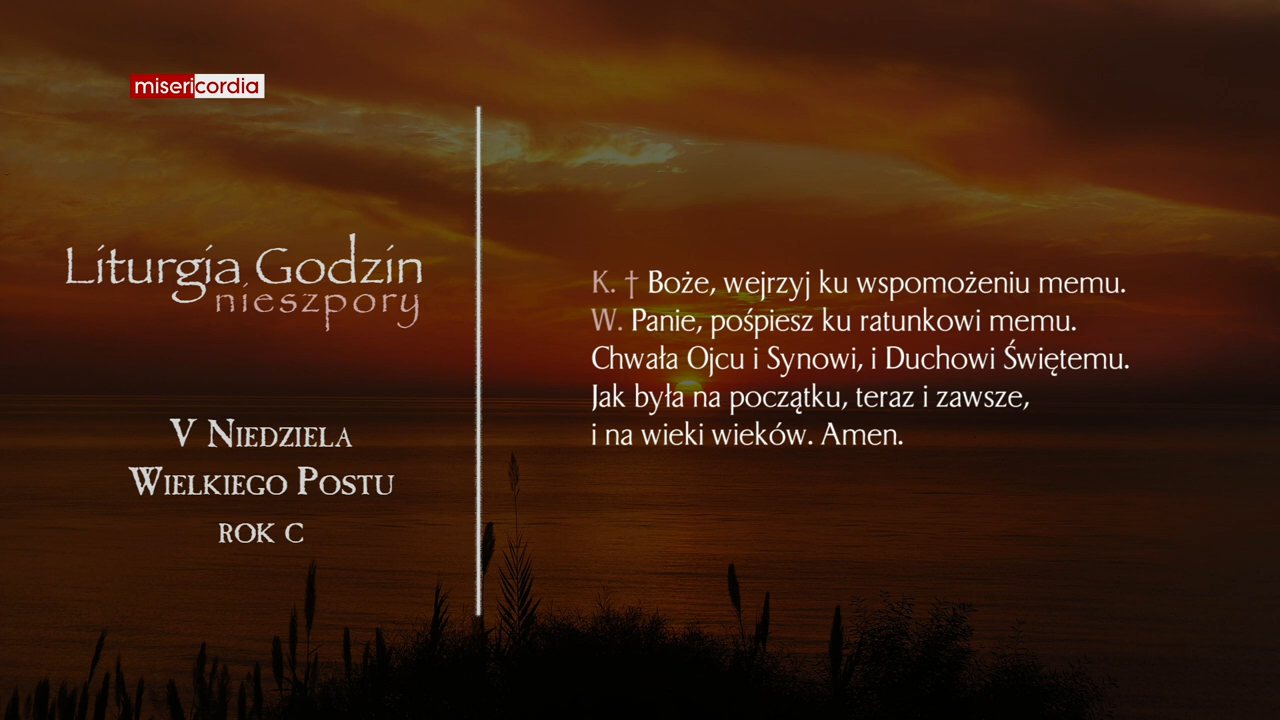 misericordia
Liturgia Godzin
nieszpory
V Niedziela
Wielkiego Postu
rok C
K. † Boże, wejrzyj ku wspomożeniu memu.
W. Panie, pośpiesz ku ratunkowi memu.
Chwała Ojcu i Synowi, i Duchowi Świętemu.
Jak była na początku, teraz i zawsze,
i na wieki wieków. Amen.